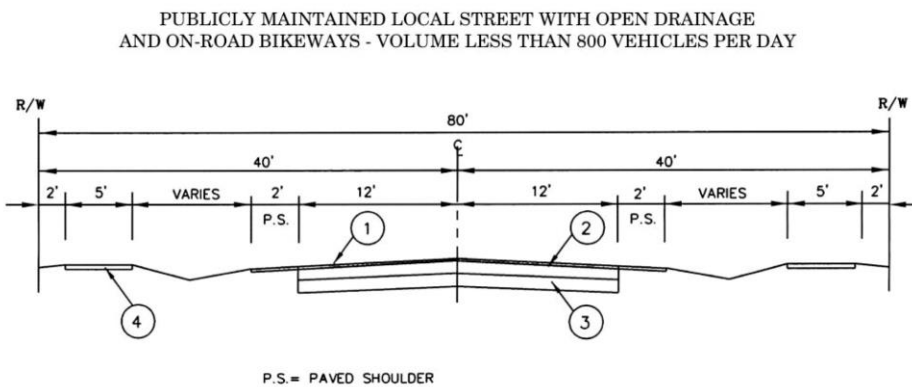 PUBLICLY MAINTAINED LOCAL STREET WITH OPEN DRAINAGE
AND ON-ROAD BIKEWAYS - VOLUME LESS THAN 800 VEHICLES PER DAY
R/W R/W
80'
℄
40' 40'
2' 5' VARIES 2' 12' 12' 2' VARIES 5' 2'
P.S. P.S.
1 2
4 3
P.S.= PAVED SHOULDER